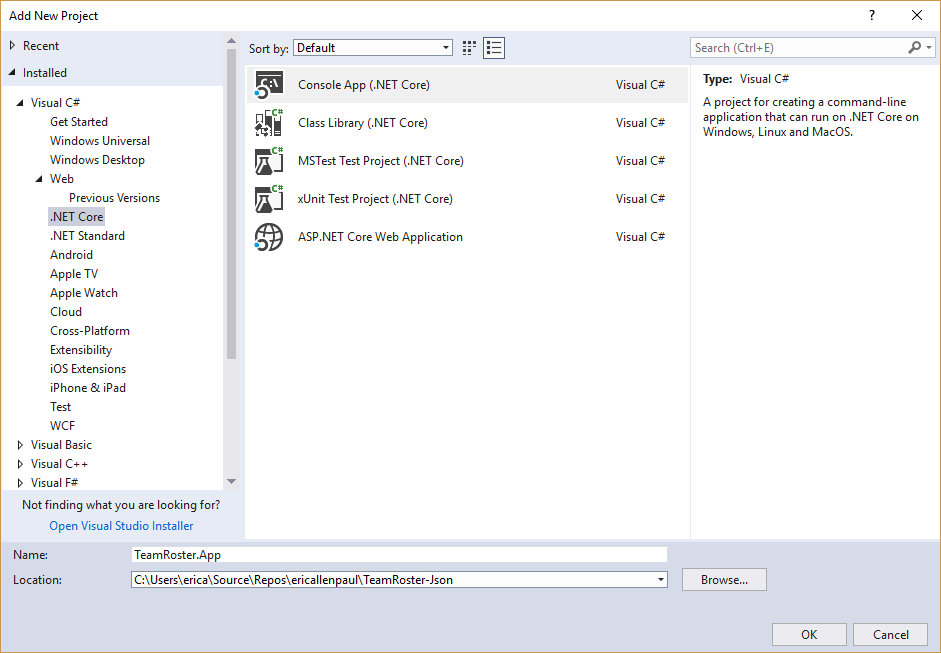 Add New Project
?
Recent
Installed
Visual C#
Get Started
Windows Universal
Windows Desktop
Web
Previous Versions
.NET Core
.NET Standard
Android
Apple TV
Apple Watch
Cloud
Cross-Platform
Extensibility
iOS Extensions
iPhone & iPad
Test
WCF
Visual Basic
Visual C++
Visual F#
Not finding what you are looking for?
Open Visual Studio Installer
Sort by: Default
Console App (.NET Core) Visual C#
Class Library (.NET Core) Visual C#
MSTest Test Project (.NET Core) Visual C#
xUnit Test Project (.NET Core) Visual C#
ASP.NET Core Web Application Visual C#
Search (Ctrl+E)
Type: Visual C#
A project for creating a command-line
application that can run on .NET Core on
Windows, Linux and MacOS.
Name: TeamRoster.App
Location: C:\Users\erica\Source\Repos\ericallenpaul\TeamRoster-Json
Browse...
OK
Cancel